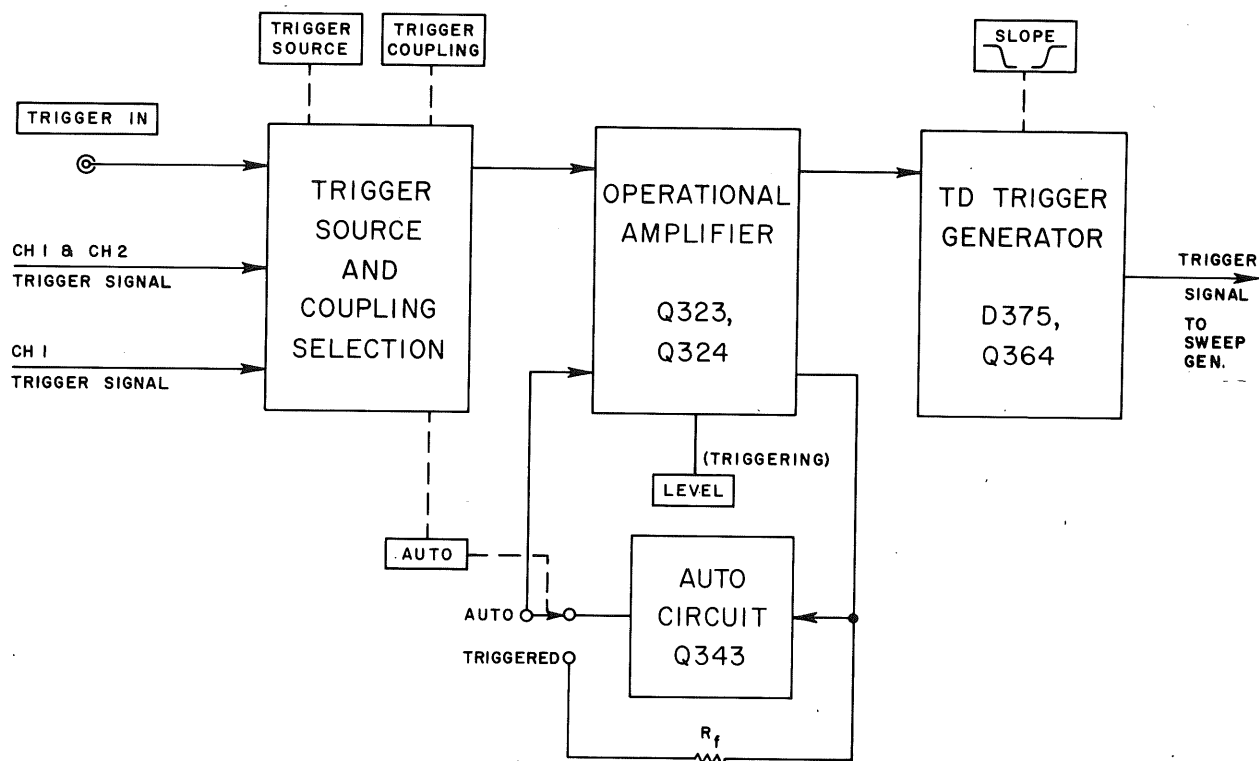 TRIGGER
SOURCE
TRIGGER
COUPLING
SLOPE
TRIGGER IN
CH 1 & CH 2
TRIGGER SIGNAL
CH 1
TRIGGER SIGNAL
TRIGGER
SOURCE
AND
COUPLING
SELECTION
OPERATIONAL
AMPLIFIER
Q323,
Q324
TD TRIGGER
GENERATOR
D375,
Q364
TRIGGER
SIGNAL
TO
SWEEP
GEN.
(TRIGGERING)
LEVEL
AUTO
AUTO
TRIGGERED
AUTO
CIRCUIT
Q343
Rf